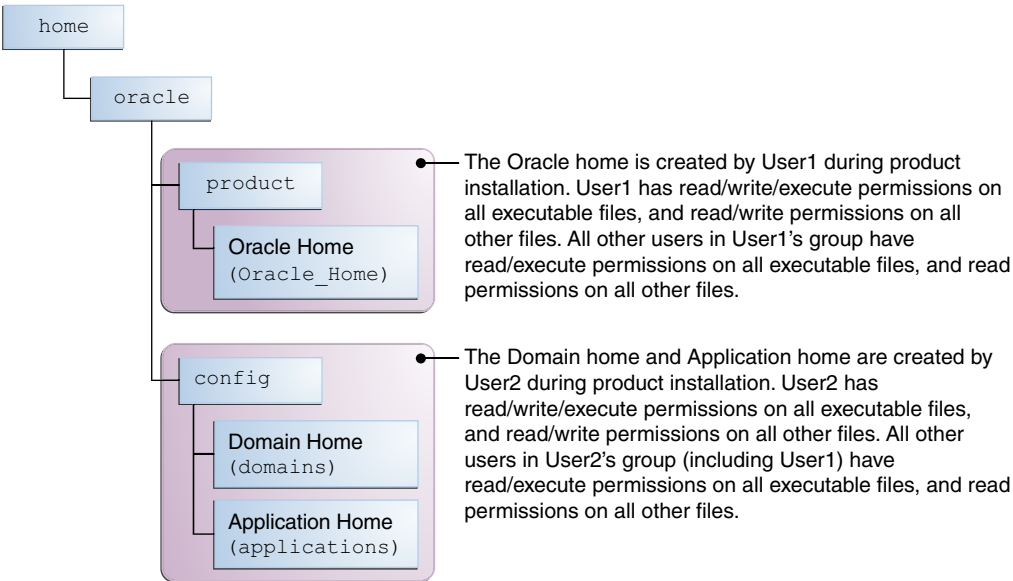 home
oracle
product
Oracle Home
(Oracle_Home)
The Oracle home is created by User1 during product
installation. User1 has read/write/execute permissions on
all executable files, and read/write permissions on all
other files. All other users in User1's group have
read/execute permissions on all executable files, and read
permissions on all other files.
config
Domain Home
(domains)
Application Home
(applications)
The Domain home and Application home are created by
User2 during product installation. User2 has
read/write/execute permissions on all executable files,
and read/write permissions on all other files. All other
users in User2's group (including User1) have
read/execute permissions on all executable files, and read
permissions on all other files.